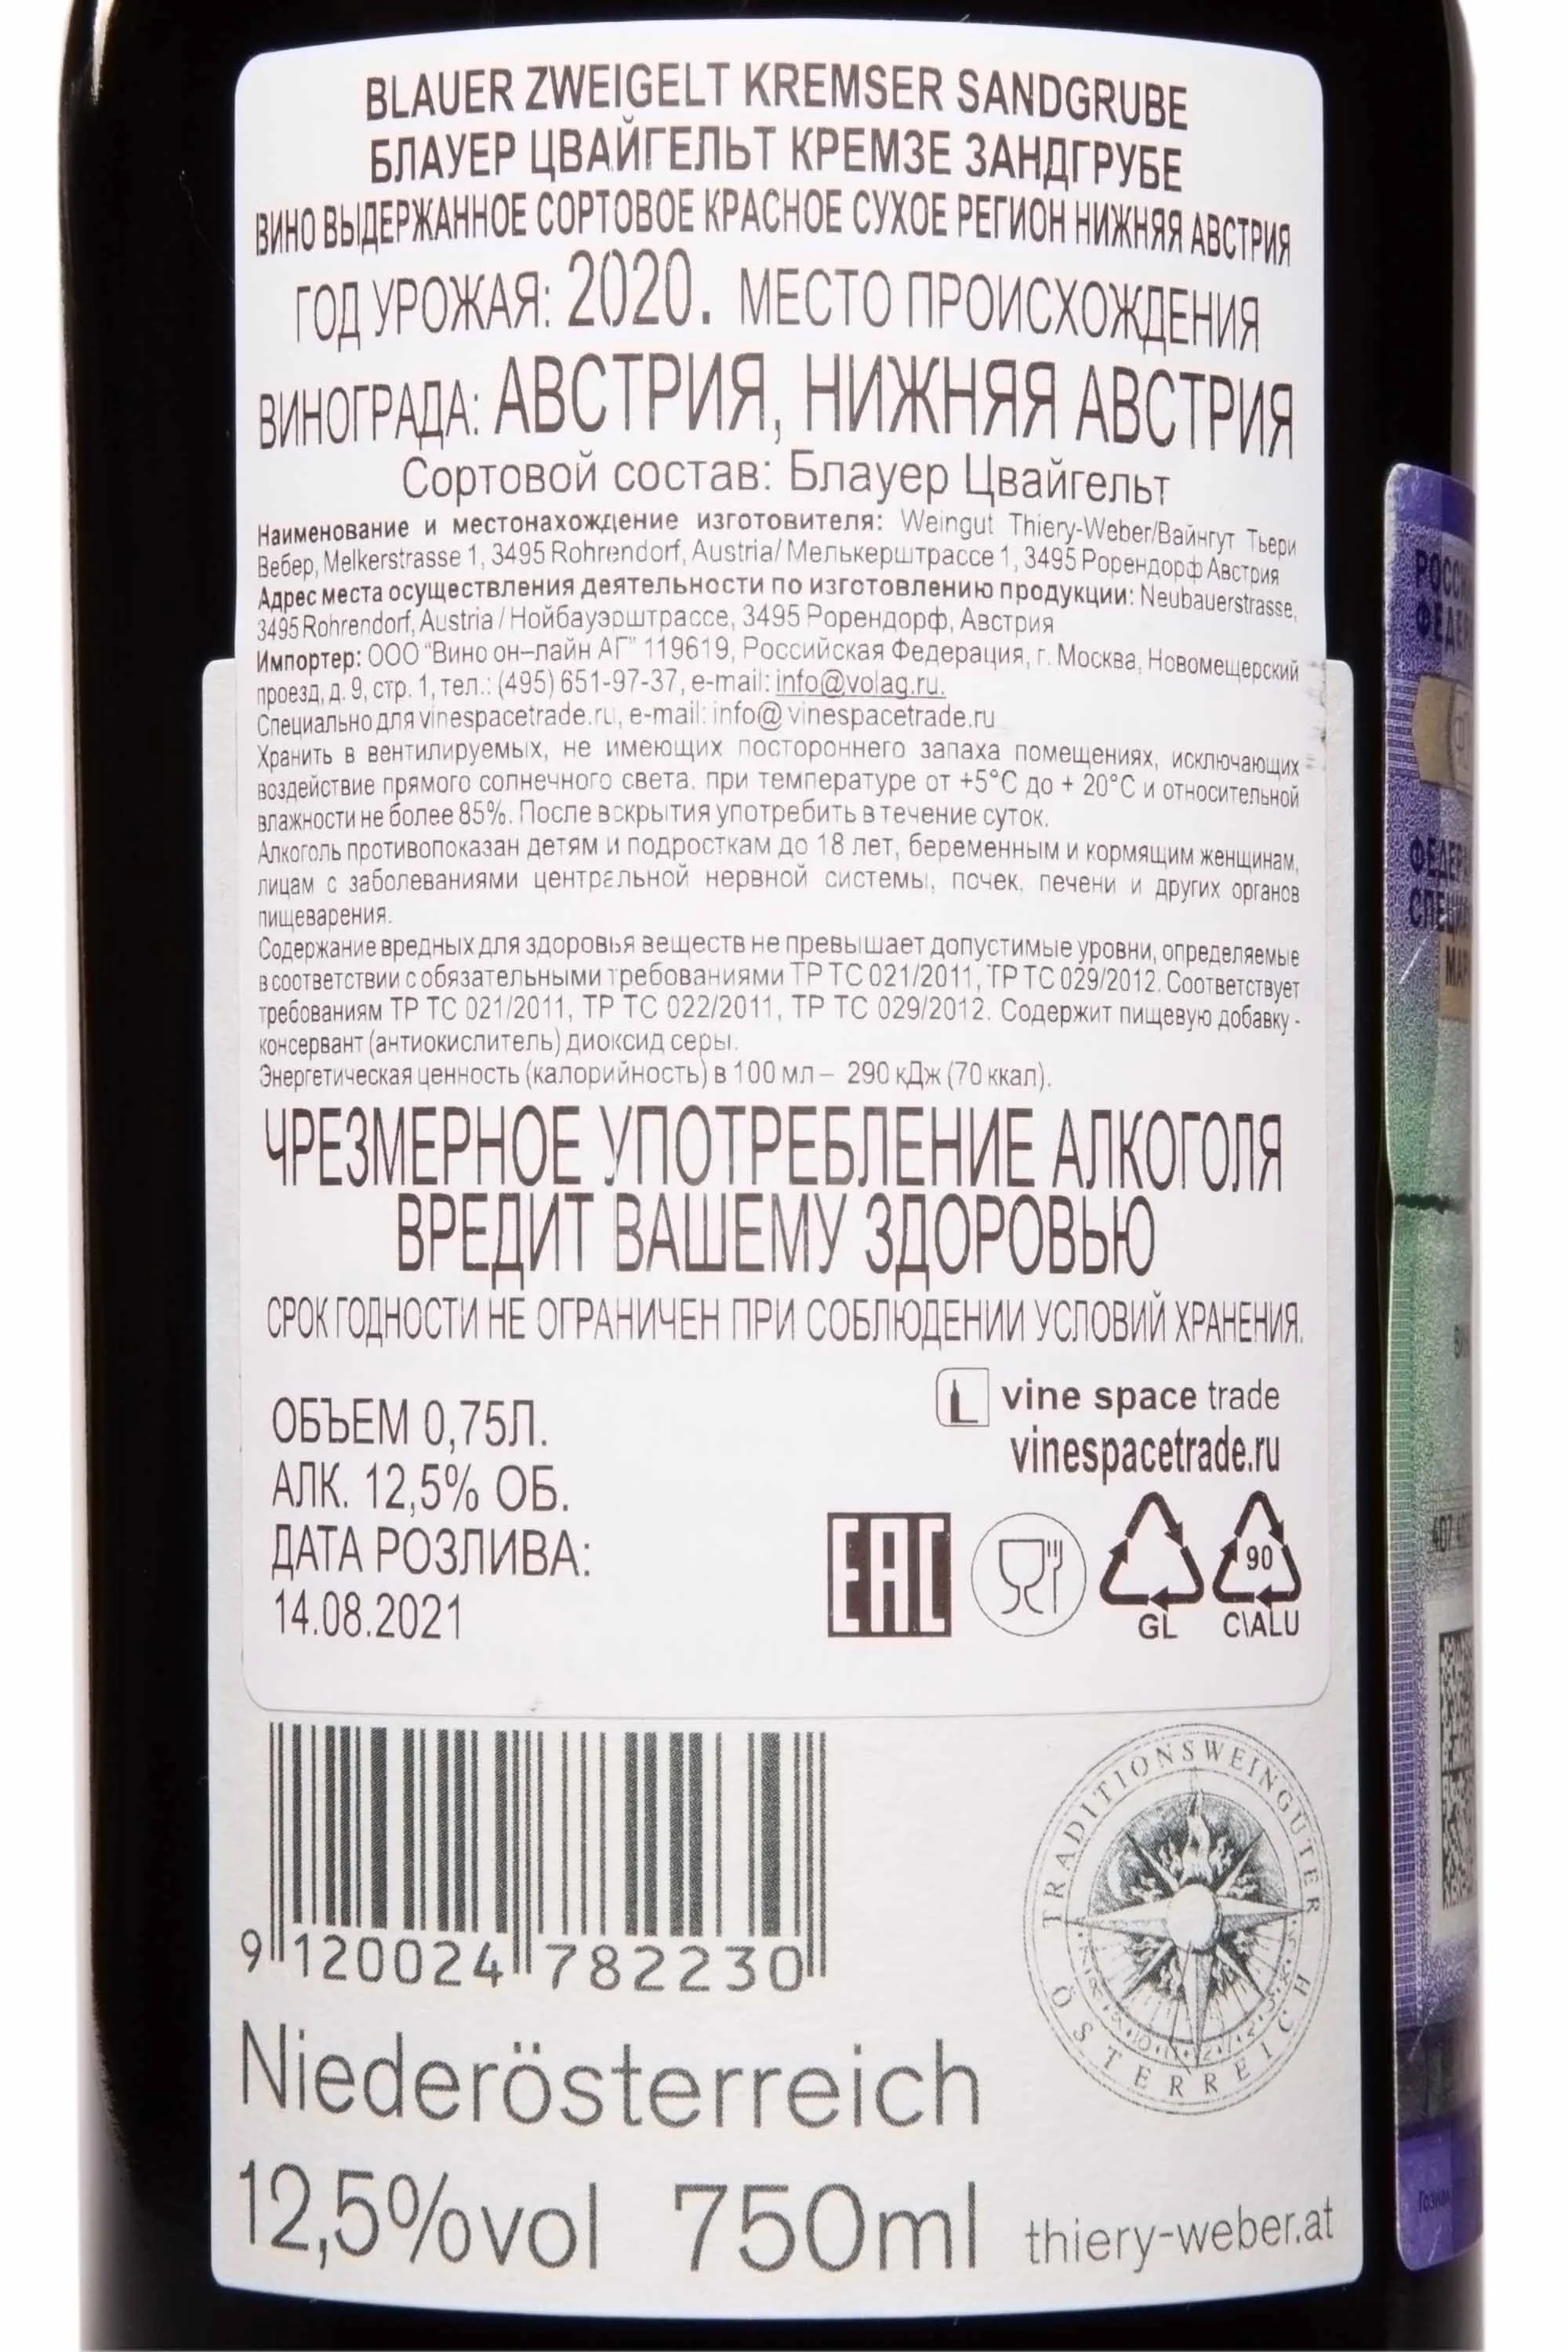 BLAUER ZWEIGELT KREMSER SANDGRUBE
БЛАУЕР ЦВАЙГЕЛЬТ КРЕМЗЕ ЗАНДГРУБЕ
ВИНО ВЫДЕРЖАННОЕ СОРТОВОЕ КРАСНОЕ СУХОЕ РЕГИОН НИЖНЯЯ АВСТРИЯ
ГОД УРОЖАЯ: 2020. МЕСТО ПРОИСХОЖДЕНИЯ
ВИНОГРАДА: АВСТРИЯ, НИЖНЯЯ АВСТРИЯ
Сортовой состав: Блауер Цвайгельт
Наименование и местонахождение изготовителя: Weingut Thiery-Weber/Вайнгут Тьери
Вебер, Melkerstrasse 1, 3495 Rohrendorf, Austria/ Мелькерштрассе 1, 3495 Рорендорф Австрия
Адрес места осуществления деятельности по изготовлению продукции: Neubauerstrasse,
3495 Rohrendorf, Austria / Нойбауэрштрассе, 3495 Рорендорф, Австрия
Импортер: ООО "Вино он–лайн АГ" 119619, Российская Федерация, г. Москва, Новомещерский
проезд, д. 9, стр. 1, тел.: (495) 651-97-37, e-mail: info@volag.ru.
Специально для vinespacetrade.ru, e-mail: info@ vinespacetrade.ru
Хранить в вентилируемых, не имеющих постороннего запаха помещениях, исключающих
воздействие прямого солнечного света, при температуре от +5°С до + 20°С и относительной
влажности не более 85%. После вскрытия употребить в течение суток.
Алкоголь противопоказан детям и подросткам до 18 лет, беременным и кормящим женщинам,
лицам с заболеваниями центральной нервной системы, почек, печени и других органов
пищеварения.
Содержание вредных для здоровья веществ не превышает допустимые уровни, определяемые
в соответствии с обязательными требованиями ТР ТС 021/2011, ТР ТС 029/2012. Соответствует
требованиям ТР ТС 021/2011, ТР ТС 022/2011, ТР ТС 029/2012. Содержит пищевую добавку -
консервант (антиокислитель) диоксид серы.
Энергетическая ценность (калорийность) в 100 мл – 290 кДж (70 ккал).
ЧРЕЗМЕРНОЕ УПОТРЕБЛЕНИЕ АЛКОГОЛЯ
ВРЕДИТ ВАШЕМУ ЗДОРОВЬЮ
СРОК ГОДНОСТИ НЕ ОГРАНИЧЕН ПРИ СОБЛЮДЕНИИ УСЛОВИЙ ХРАНЕНИЯ.
vine space trade
vinespacetrade.ru
ОБЪЕМ 0,75Л.
АЛК. 12,5% ОБ.
ДАТА РОЗЛИВА:
14.08.2021
EAC
90
GL C\ALU
9 120024 782230
TRADITIONSWEINGÜTER
ÖSTERREICH
Niederösterreich
12,5%vol 750ml thiery-weber.at